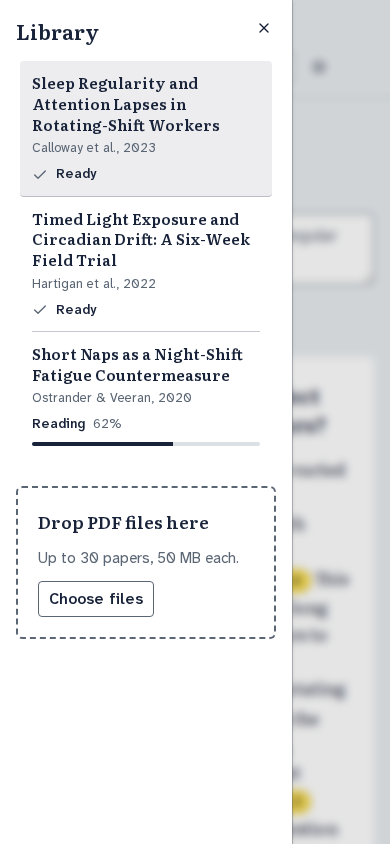 Library
Sleep Regularity and
Attention Lapses in
Rotating-Shift Workers
Calloway et al., 2023
Ready
Timed Light Exposure and
Circadian Drift: A Six-Week
Field Trial
Hartigan et al., 2022
Ready
Short Naps as a Night-Shift
Fatigue Countermeasure
Ostrander & Veeran, 2020
Reading 62%
Drop PDF files here
Up to 30 papers, 50 MB each.
Choose files